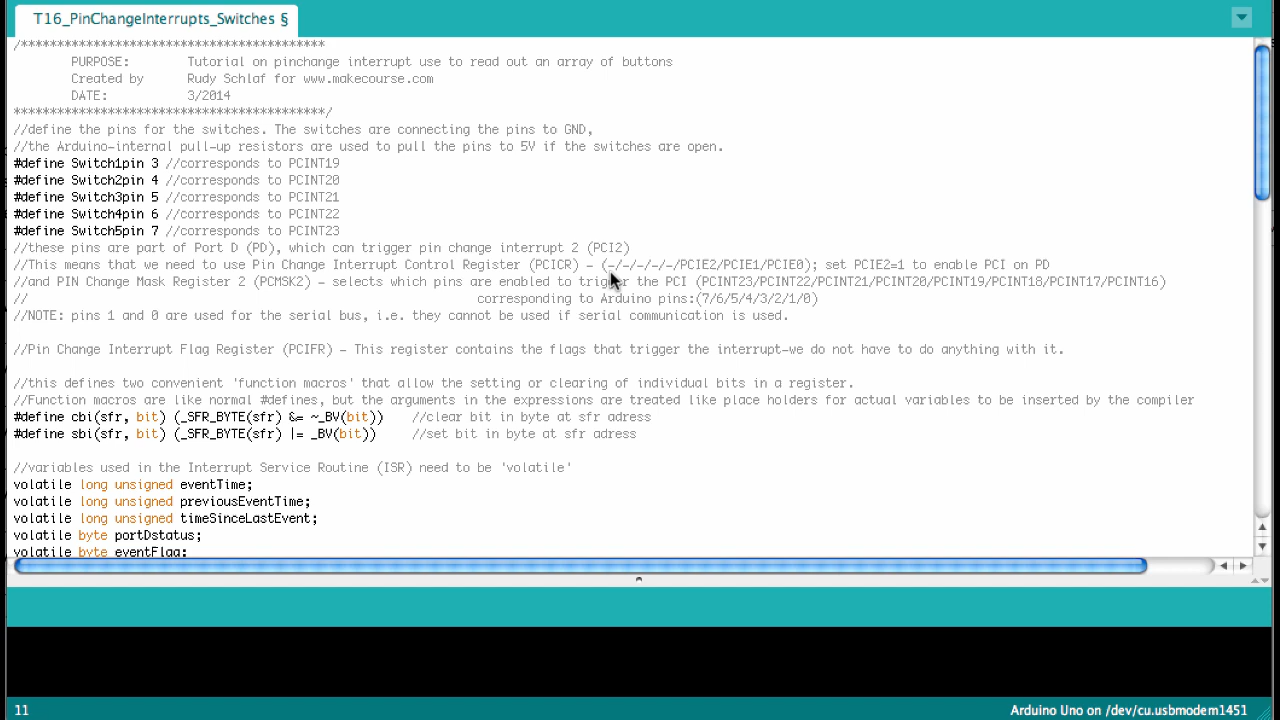 T16_PinChangeInterrupts_Switches §
/*******************************************
PURPOSE: Tutorial on pinchange interrupt use to read out an array of buttons
Created by Rudy Schlaf for www.makecourse.com
DATE: 3/2014
*******************************************/
//define the pins for the switches. The switches are connecting the pins to GND,
//the Arduino-internal pull-up resistors are used to pull the pins to 5V if the switches are open.
#define Switch1pin 3 //corresponds to PCINT19
#define Switch2pin 4 //corresponds to PCINT20
#define Switch3pin 5 //corresponds to PCINT21
#define Switch4pin 6 //corresponds to PCINT22
#define Switch5pin 7 //corresponds to PCINT23
//these pins are part of Port D (PD), which can trigger pin change interrupt 2 (PCI2)
//This means that we need to use Pin Change Interrupt Control Register (PCICR) - (-/-/-/-/-/PCIE2/PCIE1/PCIE0); set PCIE2=1 to enable PCI on PD
//and PIN Change Mask Register 2 (PCMSK2) - selects which pins are enabled to trigger the PCI (PCINT23/PCINT22/PCINT21/PCINT20/PCINT19/PCINT18/PCINT17/PCINT16)
// corresponding to Arduino pins:(7/6/5/4/3/2/1/0)
//NOTE: pins 1 and 0 are used for the serial bus, i.e. they cannot be used if serial communication is used.
//Pin Change Interrupt Flag Register (PCIFR) - This register contains the flags that trigger the interrupt-we do not have to do anything with it.
//this defines two convenient 'function macros' that allow the setting or clearing of individual bits in a register.
//Function macros are like normal #defines, but the arguments in the expressions are treated like place holders for actual variables to be inserted by the compiler
#define cbi(sfr, bit) (_SFR_BYTE(sfr) &= ~_BV(bit)) //clear bit in byte at sfr adress
#define sbi(sfr, bit) (_SFR_BYTE(sfr) |= _BV(bit)) //set bit in byte at sfr adress
//variables used in the Interrupt Service Routine (ISR) need to be 'volatile'
volatile long unsigned eventTime;
volatile long unsigned previousEventTime;
volatile long unsigned timeSinceLastEvent;
volatile byte portDstatus;
volatile byte eventFlag;
11
Arduino Uno on /dev/cu.usbmodem1451